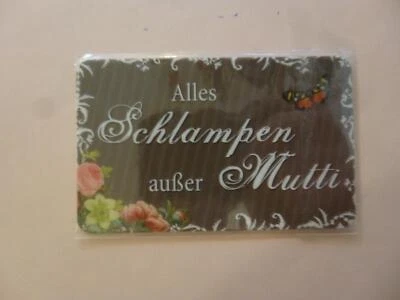 Alles
Schlampen
außer Mutti